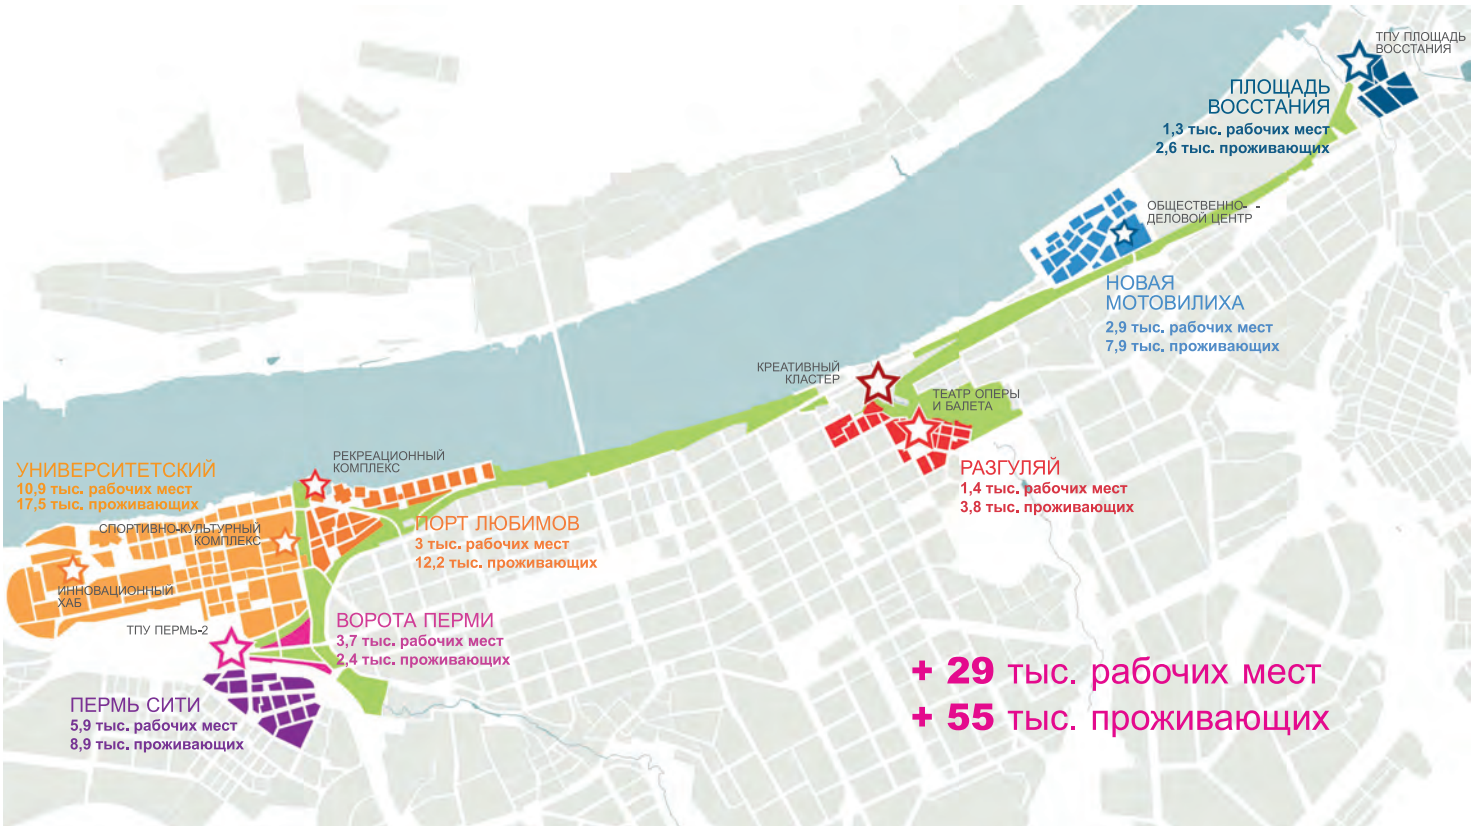 ТПУ ПЛОЩАДЬ
ВОССТАНИЯ
ПЛОЩАДЬ
ВОССТАНИЯ
1,3 тыс. рабочих мест
2,6 тыс. проживающих
ОБЩЕСТВЕННО- -
ДЕЛОВОЙ ЦЕНТР
НОВАЯ
МОТОВИЛИХА
2,9 тыс. рабочих мест
7,9 тыс. проживающих
КРЕАТИВНЫЙ
КЛАСТЕР
ТЕАТР ОПЕРЫ
И БАЛЕТА
РАЗГУЛЯЙ
1,4 тыс. рабочих мест
3,8 тыс. проживающих
РЕКРЕАЦИОННЫЙ
КОМПЛЕКС
УНИВЕРСИТЕТСКИЙ
10,9 тыс. рабочих мест
17,5 тыс. проживающих
СПОРТИВНО-КУЛЬТУРНЫЙ
КОМПЛЕКС
ПОРТ ЛЮБИМОВ
3 тыс. рабочих мест
12,2 тыс. проживающих
ИННОВАЦИОННЫЙ
ХАБ
ТПУ ПЕРМЬ-2
ВОРОТА ПЕРМИ
3,7 тыс. рабочих мест
2,4 тыс. проживающих
ПЕРМЬ СИТИ
5,9 тыс. рабочих мест
8,9 тыс. проживающих
+ 29 тыс. рабочих мест
+ 55 тыс. проживающих